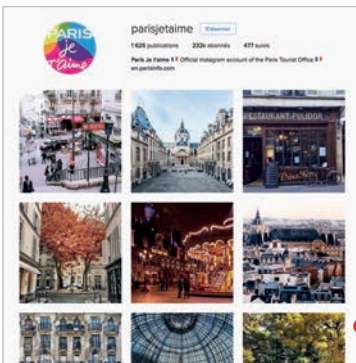 PARIS
je
t'aime
parisjetaime S'abonner
1 626 publications 232k abonnés 477 suivis
Paris Je t'aime 🇫🇷 Official Instagram account of the Paris Tourist Office 🇫🇷
en.parisinfo.com
RESTAURANT POLIDOR